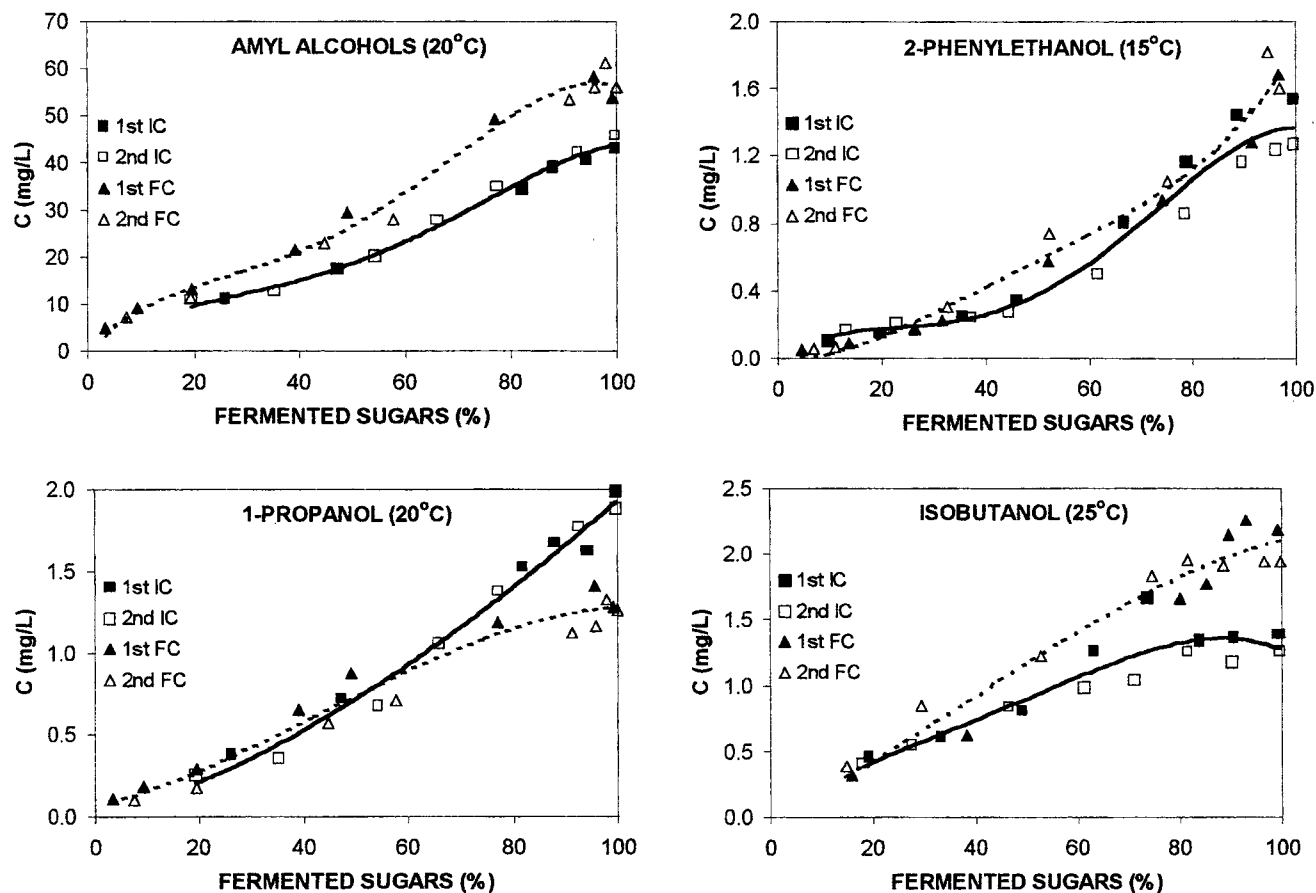 AMYL ALCOHOLS (20°C)
C (mg/L)
70
60
50
40
30
20
10
0
■ 1st IC
□ 2nd IC
▲ 1st FC
△ 2nd FC
0 20 40 60 80 100
FERMENTED SUGARS (%)
2-PHENYLETHANOL (15°C)
C (mg/L)
2.0
1.6
1.2
0.8
0.4
0.0
■ 1st IC
□ 2nd IC
▲ 1st FC
△ 2nd FC
0 20 40 60 80 100
FERMENTED SUGARS (%)
1-PROPANOL (20°C)
C (mg/L)
2.0
1.5
1.0
0.5
0.0
■ 1st IC
□ 2nd IC
▲ 1st FC
△ 2nd FC
0 20 40 60 80 100
FERMENTED SUGARS (%)
ISOBUTANOL (25°C)
C (mg/L)
2.5
2.0
1.5
1.0
0.5
0.0
■ 1st IC
□ 2nd IC
▲ 1st FC
△ 2nd FC
0 20 40 60 80 100
FERMENTED SUGARS (%)